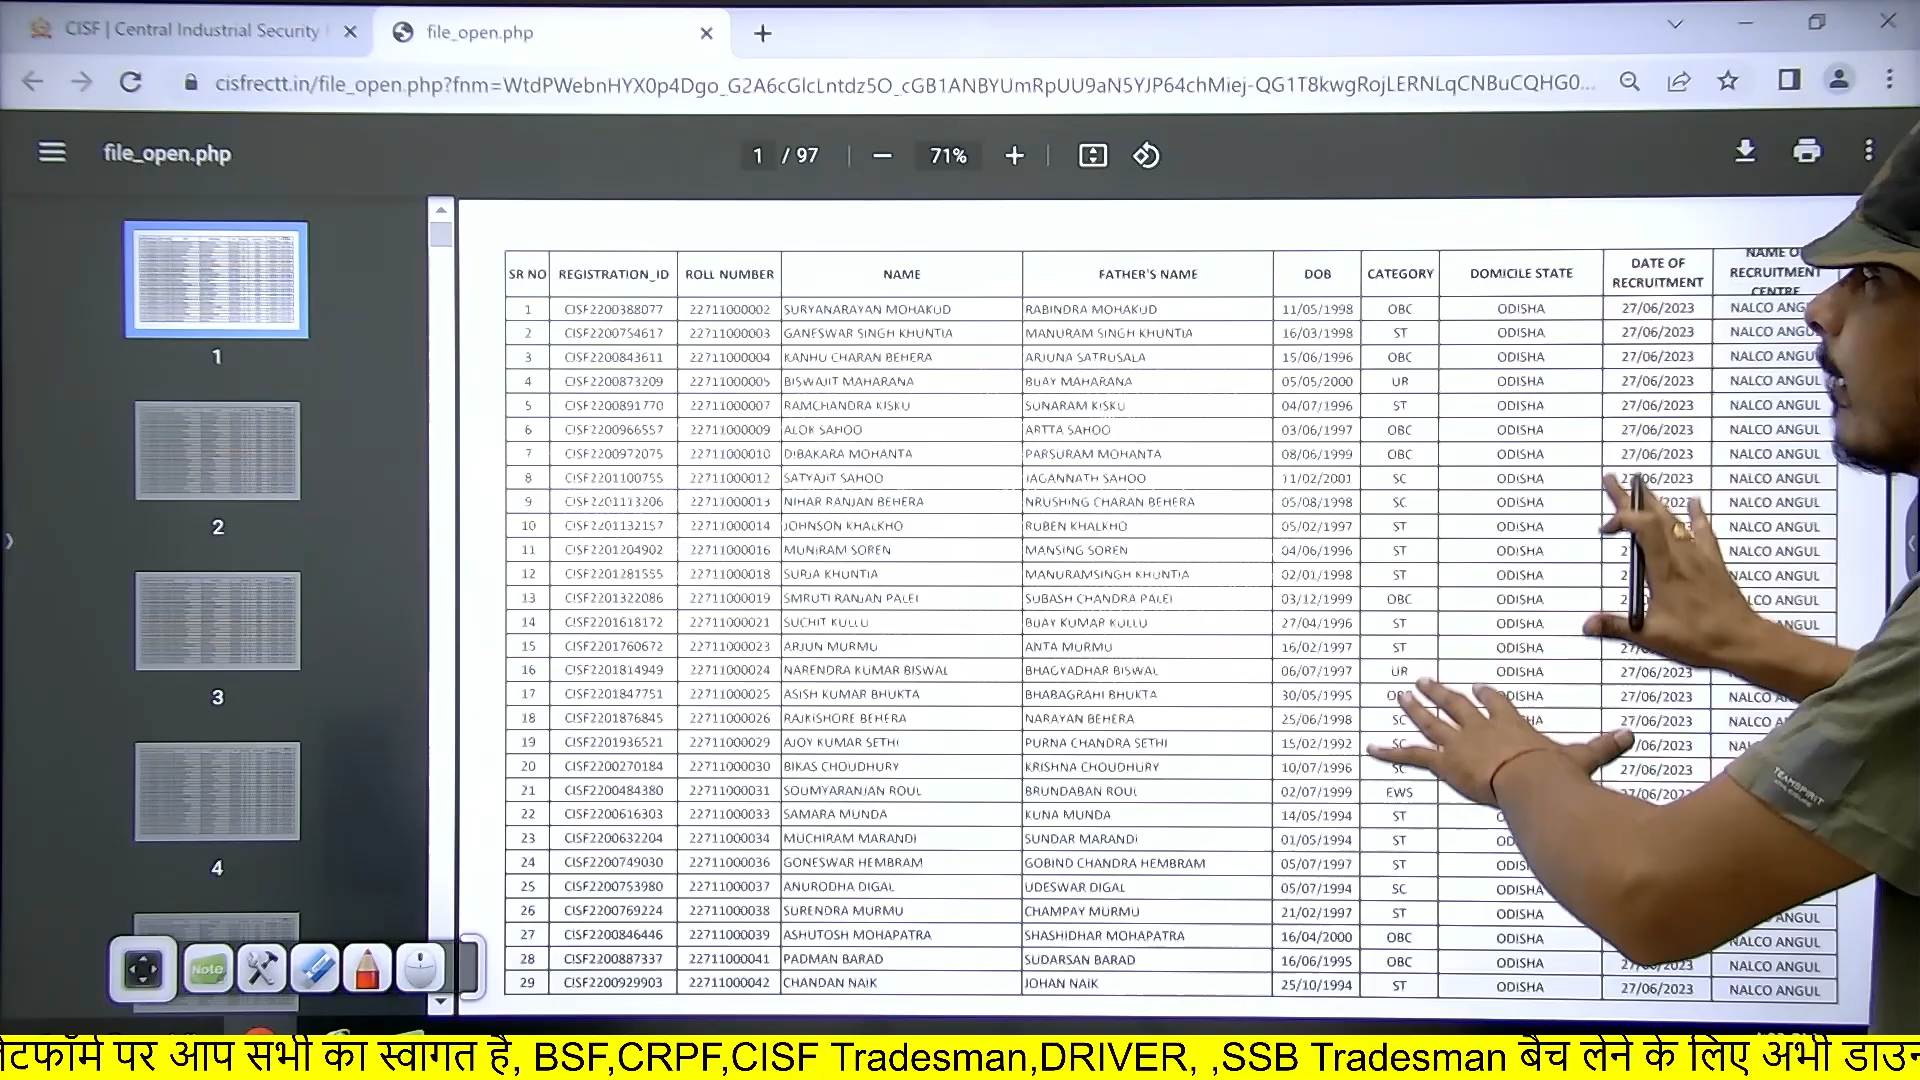 CISF | Central Industrial Security
file_open.php
cisfrectt.in/file_open.php?fnm=WtdPWebnHYX0p4Dgo_G2A6cGlcLntdz5O_cGB1ANBYUmRpUU9aN5YJP64chMiej-QG1T8kwgRojLERNLqCNBuCQHG0...
file_open.php
1 / 97
71%
1
2
3
4
Note
SR NO REGISTRATION_ID ROLL NUMBER NAME FATHER'S NAME DOB CATEGORY DOMICILE STATE DATE OF RECRUITMENT RECRUITMENT CENTRE
1 CISF2200388077 22711000002 SURYANARAYAN MOHAKUD RABINDRA MOHAKUD 11/05/1998 OBC ODISHA 27/06/2023 NALCO
2 CISF2200754617 22711000003 GANESWAR SINGH KHUNTIA MANURAM SINGH KHUNTIA 16/03/1998 ST ODISHA 27/06/2023 NALCO
3 CISF2200843611 22711000004 KANHU CHARAN BEHERA ARJUNA SATRUSALA 15/06/1996 OBC ODISHA 27/06/2023 NALCO
4 CISF2200873209 22711000005 BISWAJIT MAHARANA BIJAY MAHARANA 05/05/2000 UR ODISHA 27/06/2023 NALCO ANGUL
5 CISF2200891770 22711000007 RAMCHANDRA KISKU SUNARAM KISKU 04/07/1996 ST ODISHA 27/06/2023 NALCO ANGUL
6 CISF2200966557 22711000009 ALOK SAHOO ARTTA SAHOO 03/06/1997 OBC ODISHA 27/06/2023 NALCO ANGUL
7 CISF2200972075 22711000010 DIBAKARA MOHANTA PARSURAM MOHANTA 08/06/1999 OBC ODISHA 27/06/2023 NALCO ANGUL
8 CISF2201100755 22711000012 SATYAJIT SAHOO JAGANNATH SAHOO 11/02/2001 SC ODISHA NALCO ANGUL
9 CISF2201113206 22711000013 NIHAR RANJAN BEHERA NRUSHING CHARAN BEHERA 05/08/1998 SC ODISHA NALCO ANGUL
10 CISF2201132157 22711000014 JOHNSON KHALKHO RUBEN KHALKHO 05/02/1997 ST ODISHA NALCO ANGUL
11 CISF2201204902 22711000016 MUNIRAM SOREN MANSING SOREN 04/06/1996 ST ODISHA NALCO ANGUL
12 CISF2201281555 22711000018 SURJA KHUNTIA MANURAMSINGH KHUNTIA 02/01/1998 ST ODISHA NALCO ANGUL
13 CISF2201322086 22711000019 SMRUTI RANJAN PALEI SUBASH CHANDRA PALEI 03/12/1999 OBC ODISHA ANGUL
14 CISF2201618172 22711000021 SUCHIT KULLU BIJAY KUMAR KULLU 27/04/1996 ST ODISHA
15 CISF2201760672 22711000023 ARJUN MURMU ANTA MURMU 16/02/1997 ST ODISHA
16 CISF2201814949 22711000024 NARENDRA KUMAR BISWAL BHAGYADHAR BISWAL 06/07/1997 UR ODISHA 27/06/2023
17 CISF2201847751 22711000025 ASISH KUMAR BHUKTA BHABAGRAHI BHUKTA 30/05/1995 27/06/2023 NALCO
18 CISF2201876845 22711000026 RAJKISHORE BEHERA NARAYAN BEHERA 25/06/1998 SC 27/06/2023 NALCO
19 CISF2201936521 22711000029 AJOY KUMAR SETHI PURNA CHANDRA SETHI 15/02/1992 SC /06/2023
20 CISF2200270184 22711000030 BIKAS CHOUDHURY KRISHNA CHOUDHURY 10/07/1996 SC 27/06/2023
21 CISF2200484380 22711000031 SOUMYARANJAN ROUL BRUNDABAN ROUL 02/07/1999 EWS 27/06/2023
22 CISF2200616303 22711000033 SAMARA MUNDA KUNA MUNDA 14/05/1994 ST
23 CISF2200632204 22711000034 MUCHIRAM MARANDI SUNDAR MARANDI 01/05/1994 ST
24 CISF2200749030 22711000036 GONESWAR HEMBRAM GOBIND CHANDRA HEMBRAM 05/07/1997 ST
25 CISF2200753980 22711000037 ANURODHA DIGAL UDESWAR DIGAL 05/07/1994 SC ODISHA
26 CISF2200769224 22711000038 SURENDRA MURMU CHAMPAY MURMU 21/02/1997 ST ODISHA ANGUL
27 CISF2200846446 22711000039 ASHUTOSH MOHAPATRA SHASHIDHAR MOHAPATRA 16/04/2000 OBC ODISHA NALCO ANGUL
28 CISF2200887337 22711000041 PADMAN BARAD SUDARSAN BARAD 16/06/1995 OBC ODISHA 27/06/2023 NALCO ANGUL
29 CISF2200929903 22711000042 CHANDAN NAIK JOHAN NAIK 25/10/1994 ST ODISHA 27/06/2023 NALCO ANGUL
TEAMSPIRIT
पर आप सभी का स्वागत है, BSF,CRPF,CISF Tradesman,DRIVER, ,SSB Tradesman बैच लेने के लिए अभी